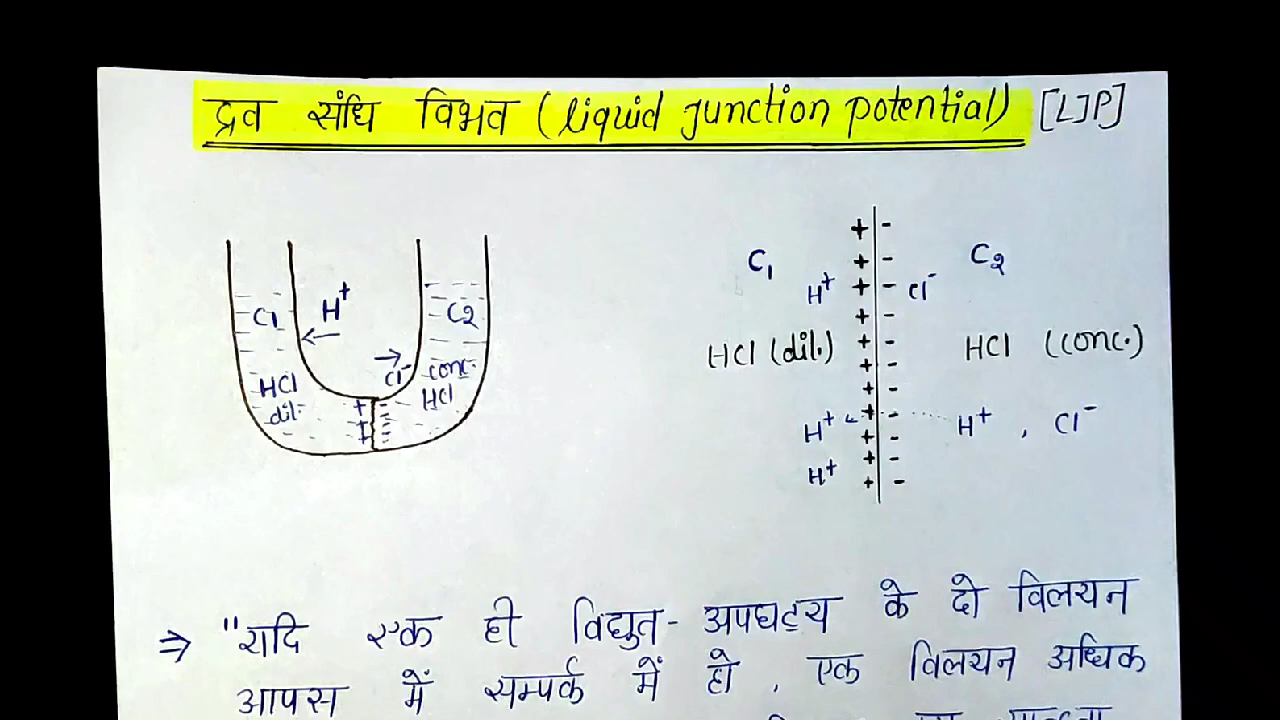 द्रव संधि विभव (liquid junction potential) [LJP]
C1 H+ C2
HCl dil. Cl- conc. HCl
+ -
C1 C2
H+ Cl-
HCl (dil.) HCl (conc.)
H+ H+ , Cl-
H+
⇒ "यदि एक ही विद्युत-अपघट्य के दो विलयन
आपस में सम्पर्क में हो , एक विलयन अधिक